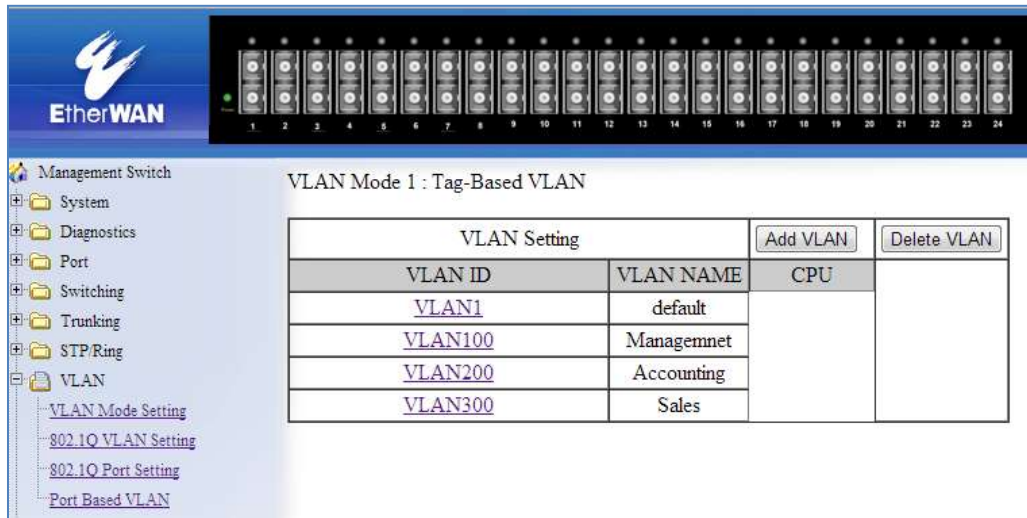 EtherWAN
1 2 3 4 5 6 7 8 9 10 11 12 13 14 15 16 17 18 19 20 21 22 23 24
Management Switch
System
Diagnostics
Port
Switching
Trunking
STP/Ring
VLAN
VLAN Mode Setting
802.1Q VLAN Setting
802.1Q Port Setting
Port Based VLAN
VLAN Mode 1 : Tag-Based VLAN
VLAN Setting Add VLAN Delete VLAN
VLAN ID VLAN NAME CPU
VLAN1 default
VLAN100 Managemnet
VLAN200 Accounting
VLAN300 Sales